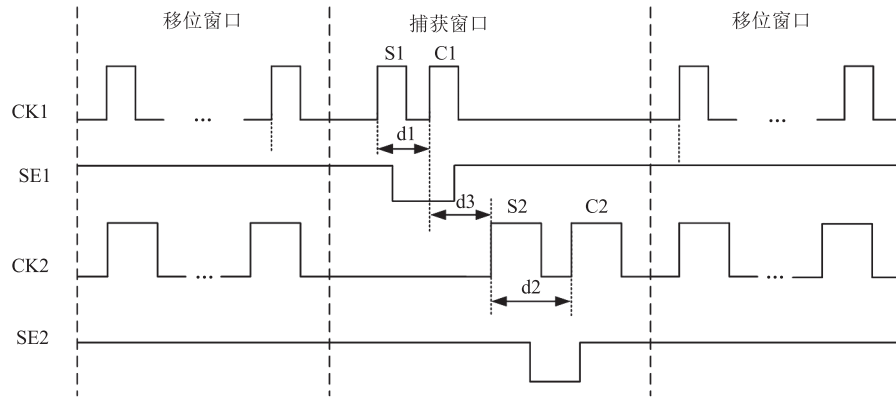 移位窗口
捕获窗口
移位窗口
S1
C1
CK1
...
...
d1
SE1
d3
S2
C2
CK2
...
...
d2
SE2